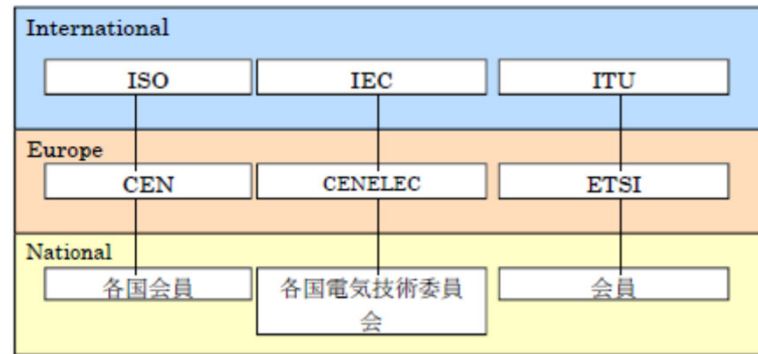 International
ISO
IEC
ITU
Europe
CEN
CENELEC
ETSI
National
各国会員
各国電気技術委員
会
会員